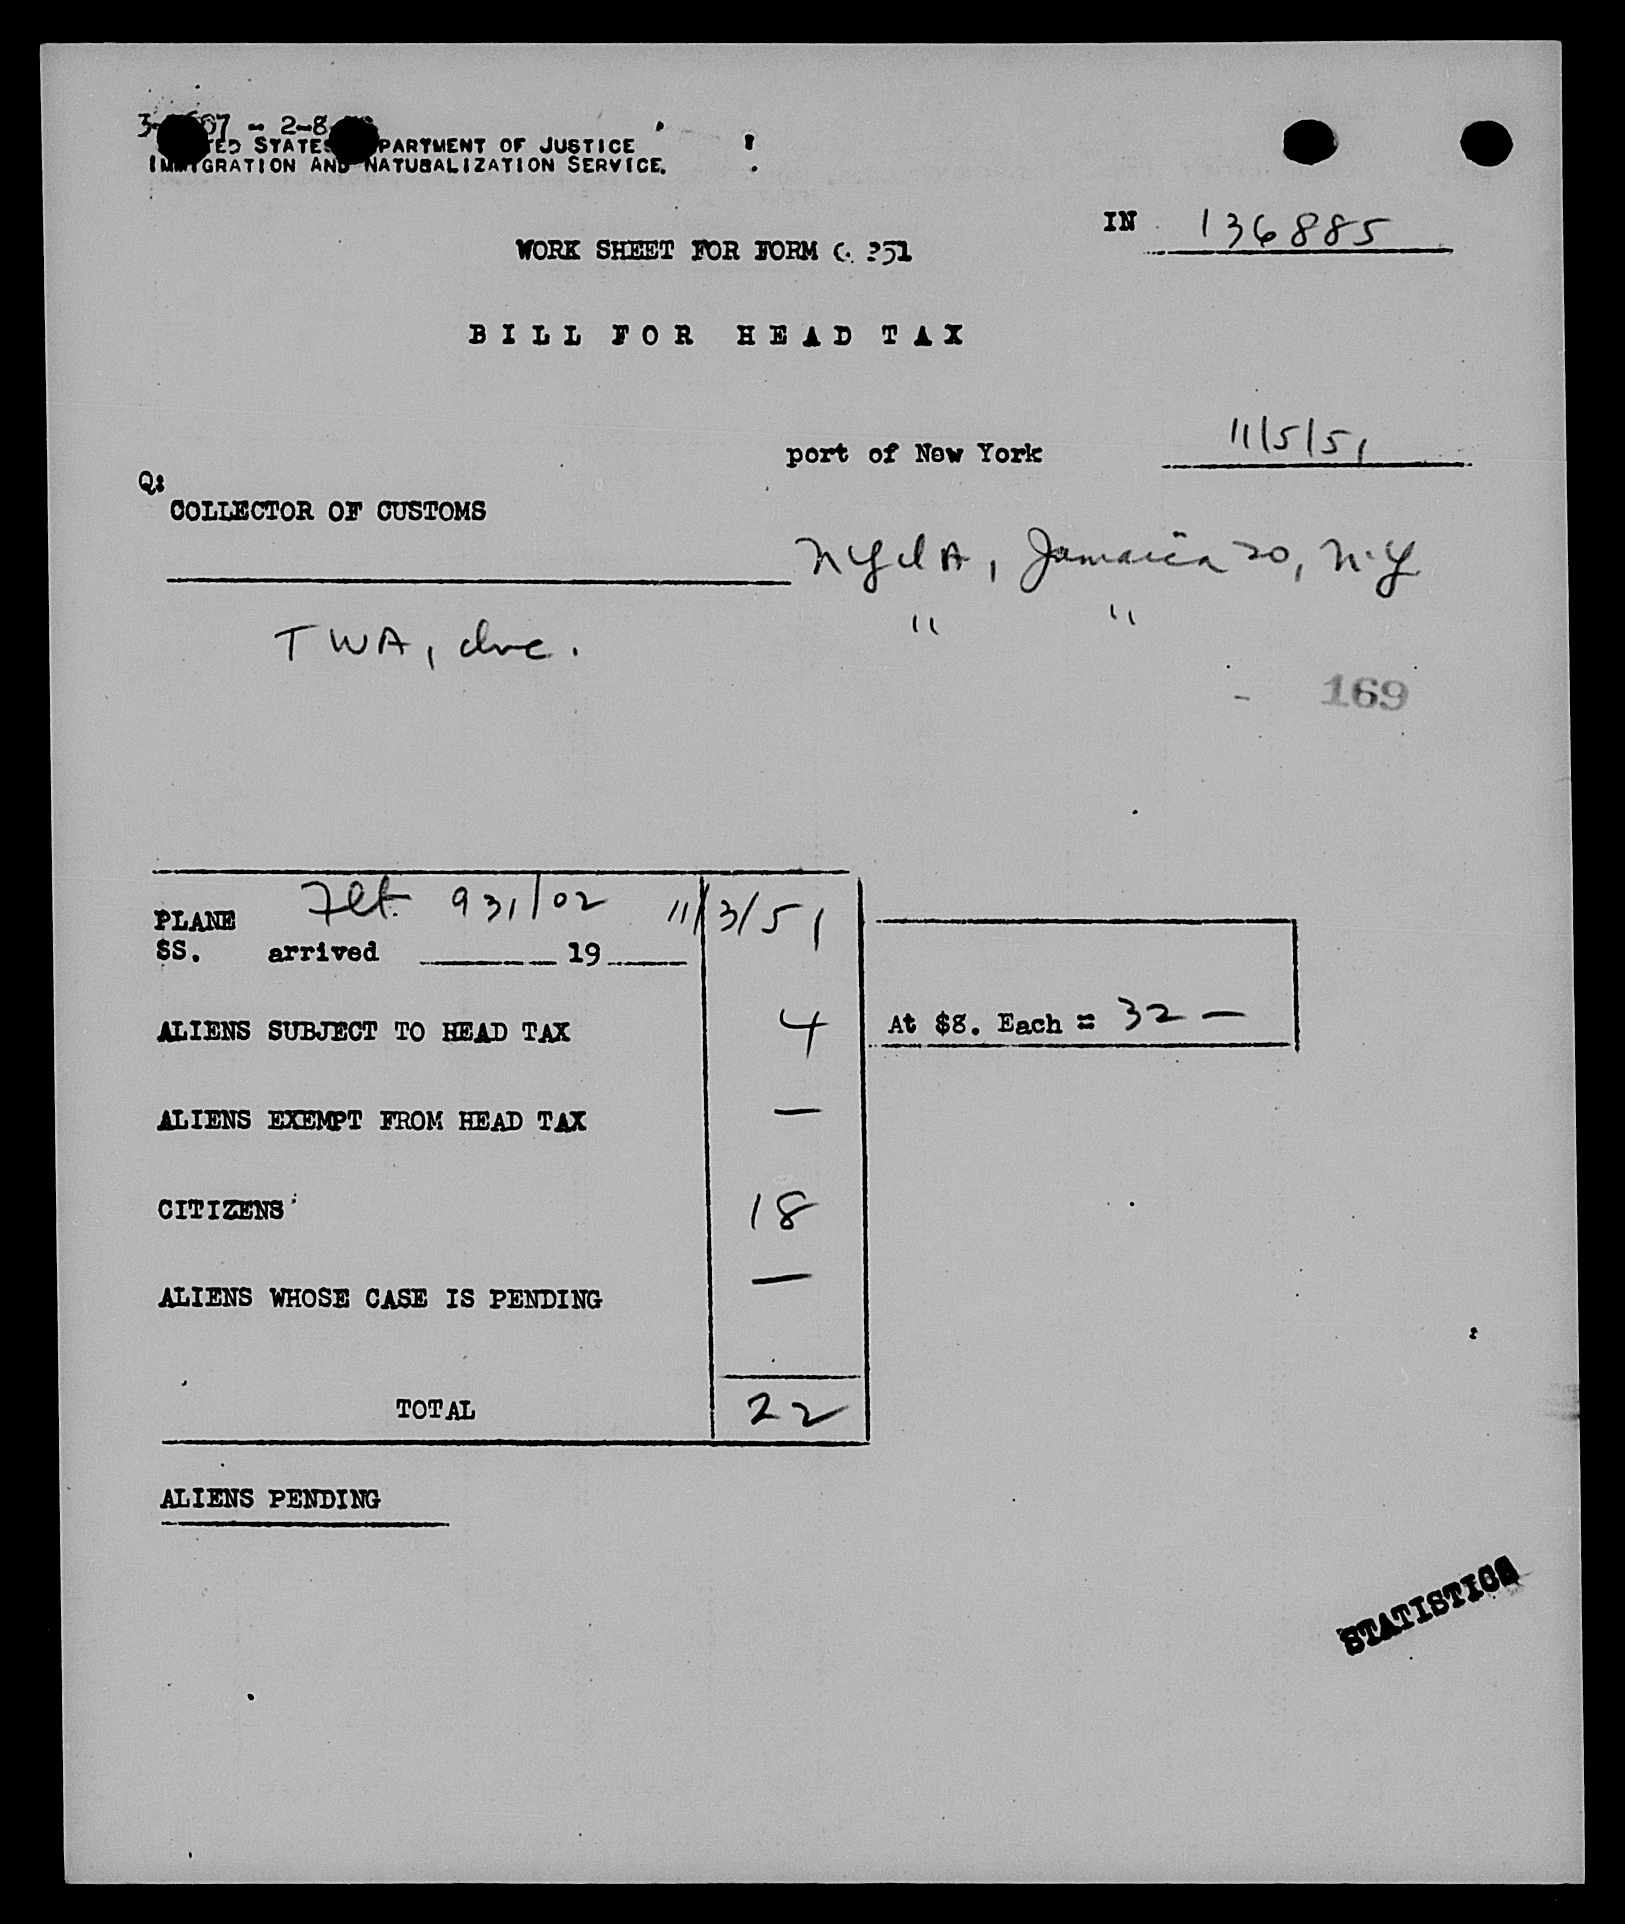 - 2-8
STATES DEPARTMENT OF JUSTICE
IMMIGRATION AND NATURALIZATION SERVICE.
IN 136885
WORK SHEET FOR FORM
BILL FOR HEAD TAX
port of New York 11/5/51
Q:
COLLECTOR OF CUSTOMS
NYIA, Jamaica 20, N.Y
" "
TWA, Inc.
- 169
PLANE Flt. 931/02 11/3/51
SS. arrived 19
ALIENS SUBJECT TO HEAD TAX 4 At $8. Each = 32 —
ALIENS EXEMPT FROM HEAD TAX —
CITIZENS 18
ALIENS WHOSE CASE IS PENDING —
TOTAL 22
ALIENS PENDING
STATISTICS